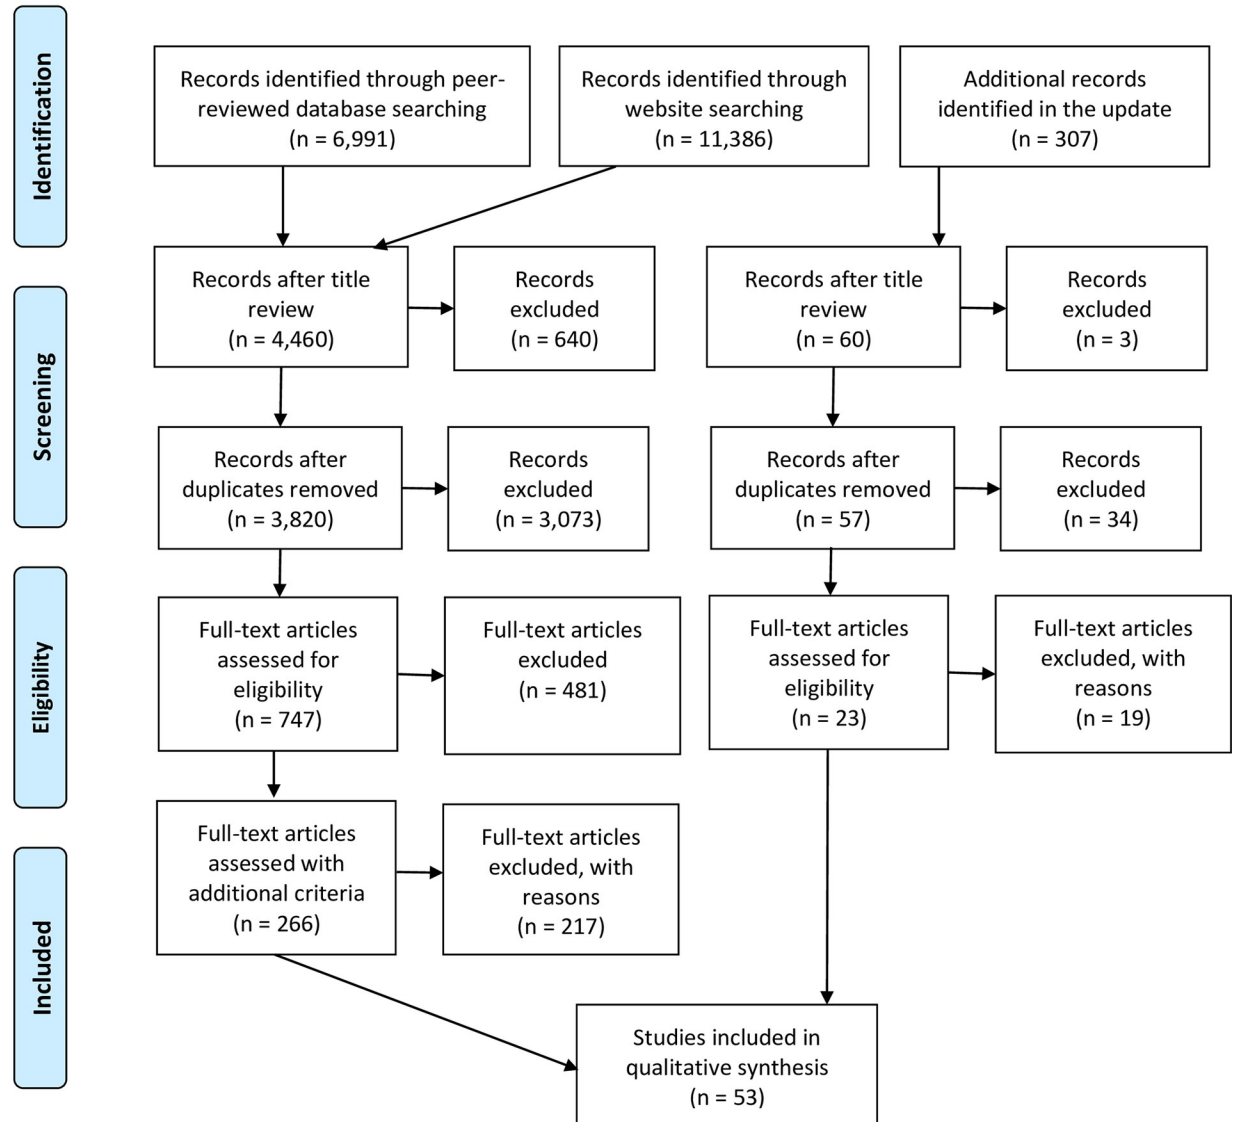 Identification
Records identified through peer-
reviewed database searching
(n = 6,991)
Records identified through
website searching
(n = 11,386)
Additional records
identified in the update
(n = 307)
Screening
Records after title
review
(n = 4,460)
Records
excluded
(n = 640)
Records after title
review
(n = 60)
Records
excluded
(n = 3)
Records after
duplicates removed
(n = 3,820)
Records
excluded
(n = 3,073)
Records after
duplicates removed
(n = 57)
Records
excluded
(n = 34)
Eligibility
Full-text articles
assessed for
eligibility
(n = 747)
Full-text articles
excluded
(n = 481)
Full-text articles
assessed for
eligibility
(n = 23)
Full-text articles
excluded, with
reasons
(n = 19)
Full-text articles
assessed with
additional criteria
(n = 266)
Full-text articles
excluded, with
reasons
(n = 217)
Included
Studies included in
qualitative synthesis
(n = 53)